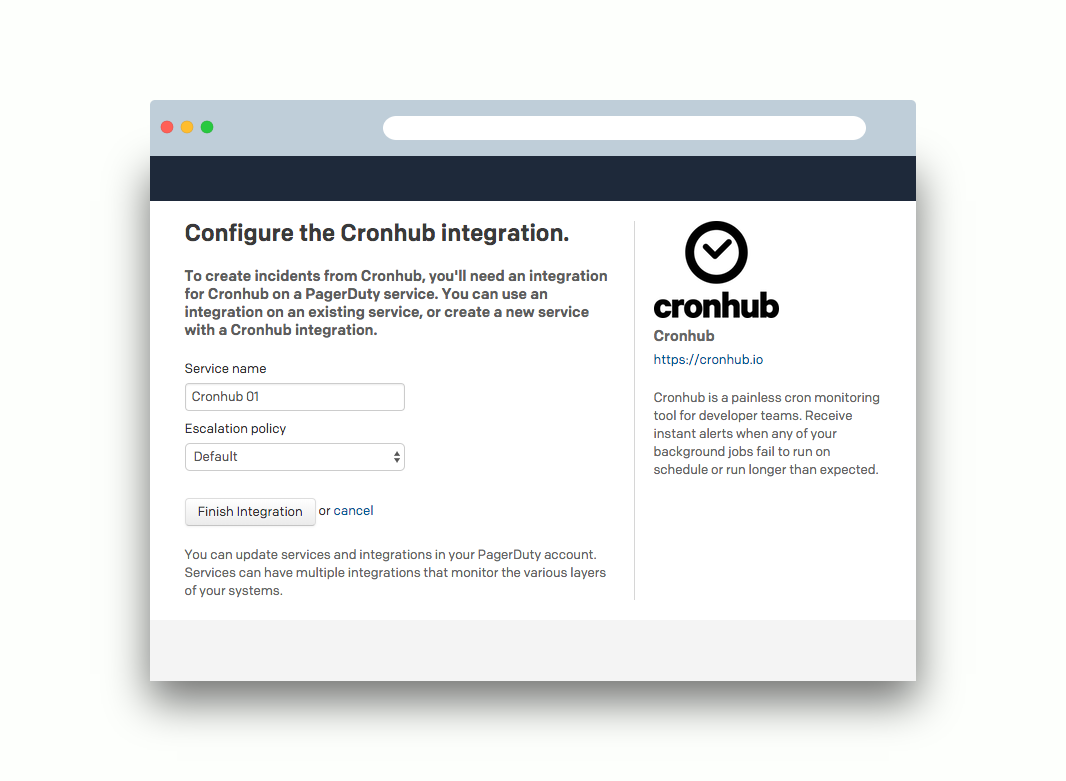 Configure the Cronhub integration.
To create incidents from Cronhub, you'll need an integration
for Cronhub on a PagerDuty service. You can use an
integration on an existing service, or create a new service
with a Cronhub integration.
Service name
Cronhub 01
Escalation policy
Default
Finish Integration or cancel
You can update services and integrations in your PagerDuty account.
Services can have multiple integrations that monitor the various layers
of your systems.
cronhub
Cronhub
https://cronhub.io
Cronhub is a painless cron monitoring
tool for developer teams. Receive
instant alerts when any of your
background jobs fail to run on
schedule or run longer than expected.